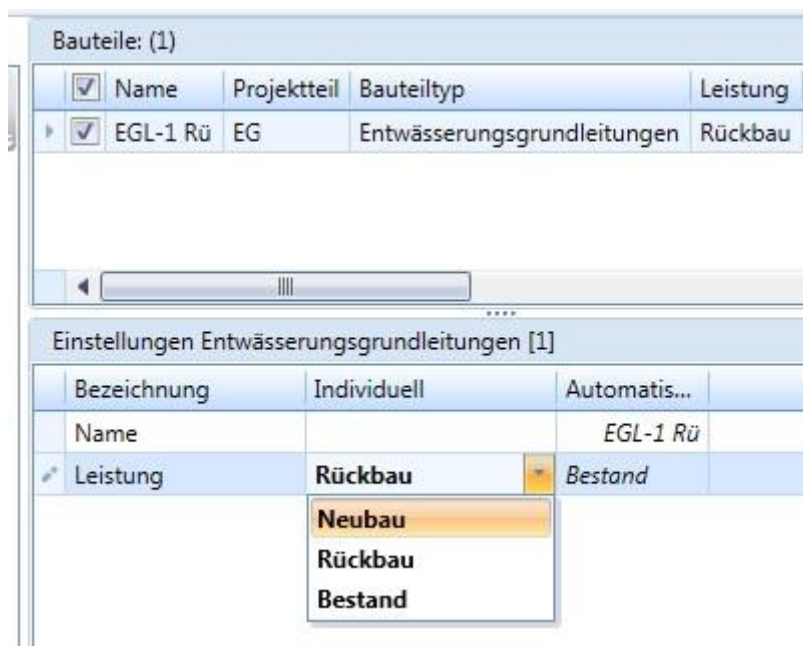 Bauteile: (1)
Name Projektteil Bauteiltyp Leistung
EGL-1 Rü EG Entwässerungsgrundleitungen Rückbau
Einstellungen Entwässerungsgrundleitungen [1]
Bezeichnung Individuell Automatis...
Name EGL-1 Rü
Leistung Rückbau Bestand
Neubau
Rückbau
Bestand